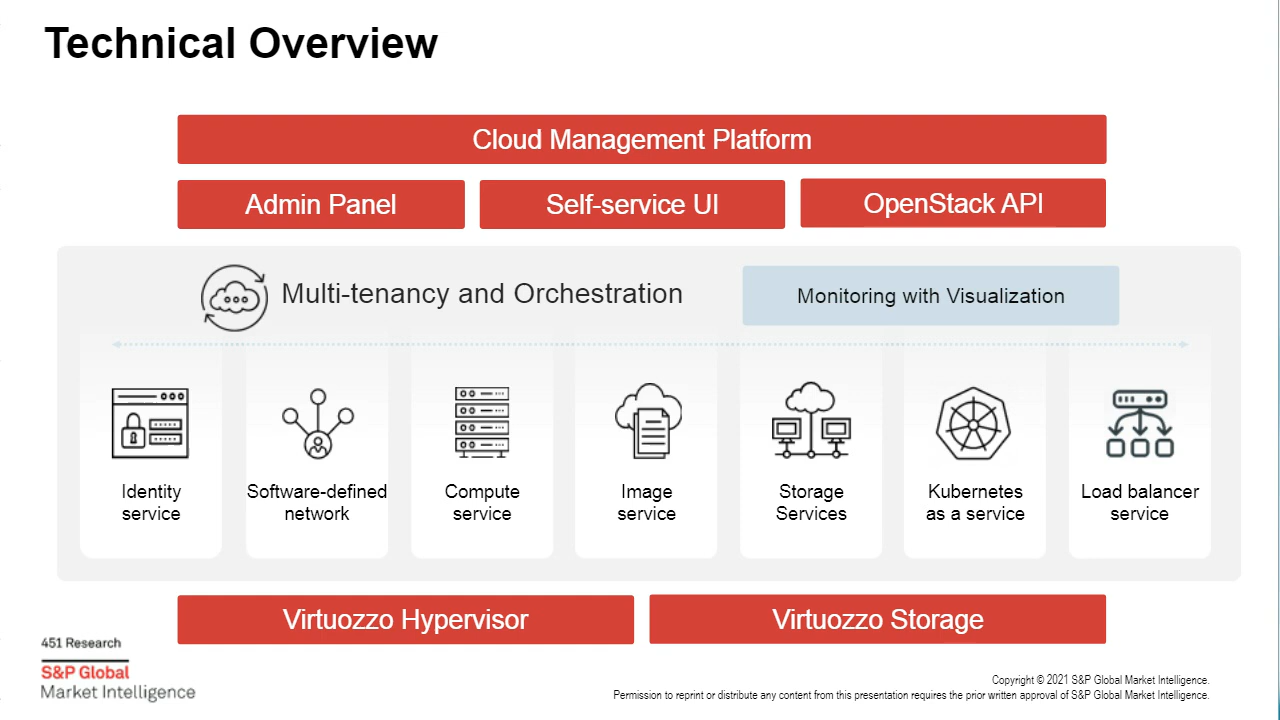 Technical Overview
Cloud Management Platform
Admin Panel
Self-service UI
OpenStack API
Multi-tenancy and Orchestration
Monitoring with Visualization
Identity
service
Software-defined
network
Compute
service
Image
service
Storage
Services
Kubernetes
as a service
Load balancer
service
Virtuozzo Hypervisor
Virtuozzo Storage
451 Research
S&P Global
Market Intelligence
Copyright © 2021 S&P Global Market Intelligence.
Permission to reprint or distribute any content from this presentation requires the prior written approval of S&P Global Market Intelligence.